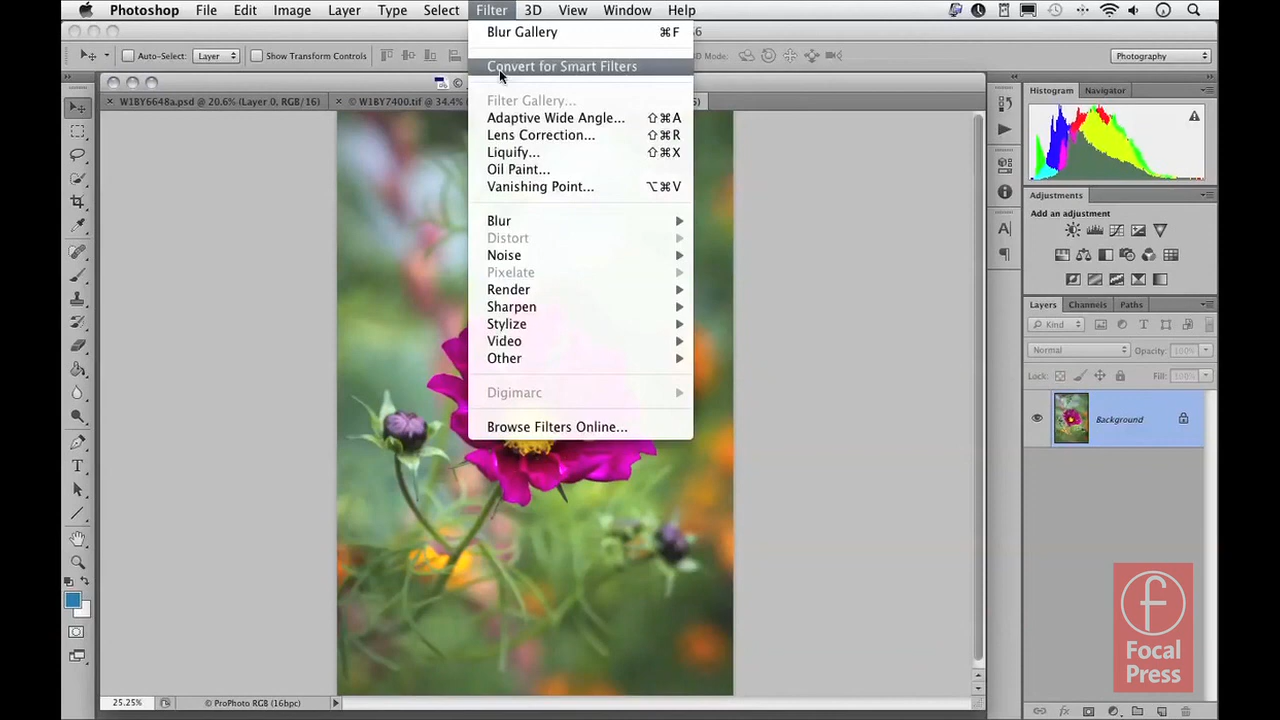 Photoshop File Edit Image Layer Type Select Filter 3D View Window Help
Blur Gallery ⌘F
Auto-Select: Layer Show Transform Controls
Photography
Convert for Smart Filters
W1BY6648a.psd @ 20.6% (Layer 0, RGB/16)
© W1BY7400.tif @ 34.4%
Filter Gallery...
Adaptive Wide Angle... ⇧⌘A
Lens Correction... ⇧⌘R
Liquify... ⇧⌘X
Oil Paint...
Vanishing Point... ⌥⌘V
Blur
Distort
Noise
Pixelate
Render
Sharpen
Stylize
Video
Other
Digimarc
Browse Filters Online...
Histogram Navigator
Adjustments
Add an adjustment
Layers Channels Paths
Kind
Normal Opacity: 100%
Lock: Fill: 100%
Background
25.25% © ProPhoto RGB (16bpc)
f
Focal
Press